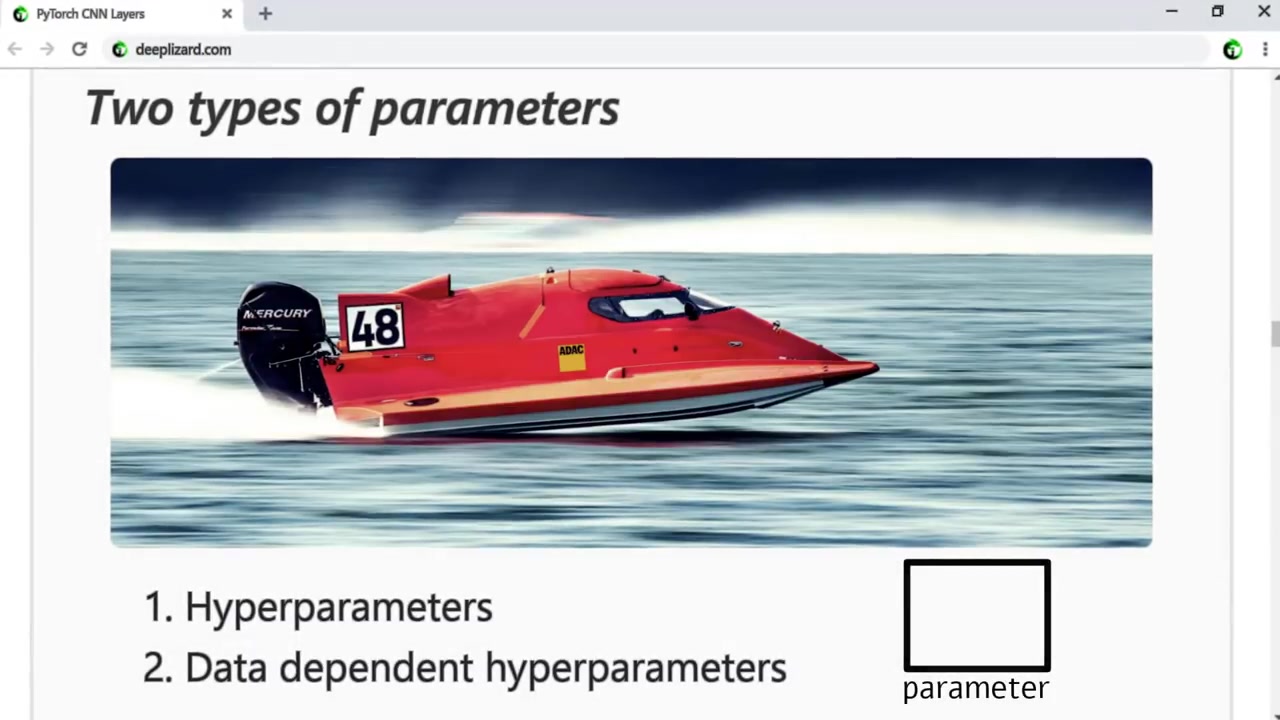 PyTorch CNN Layers
deeplizard.com
Two types of parameters
MERCURY
48
ADAC
1. Hyperparameters
2. Data dependent hyperparameters
parameter